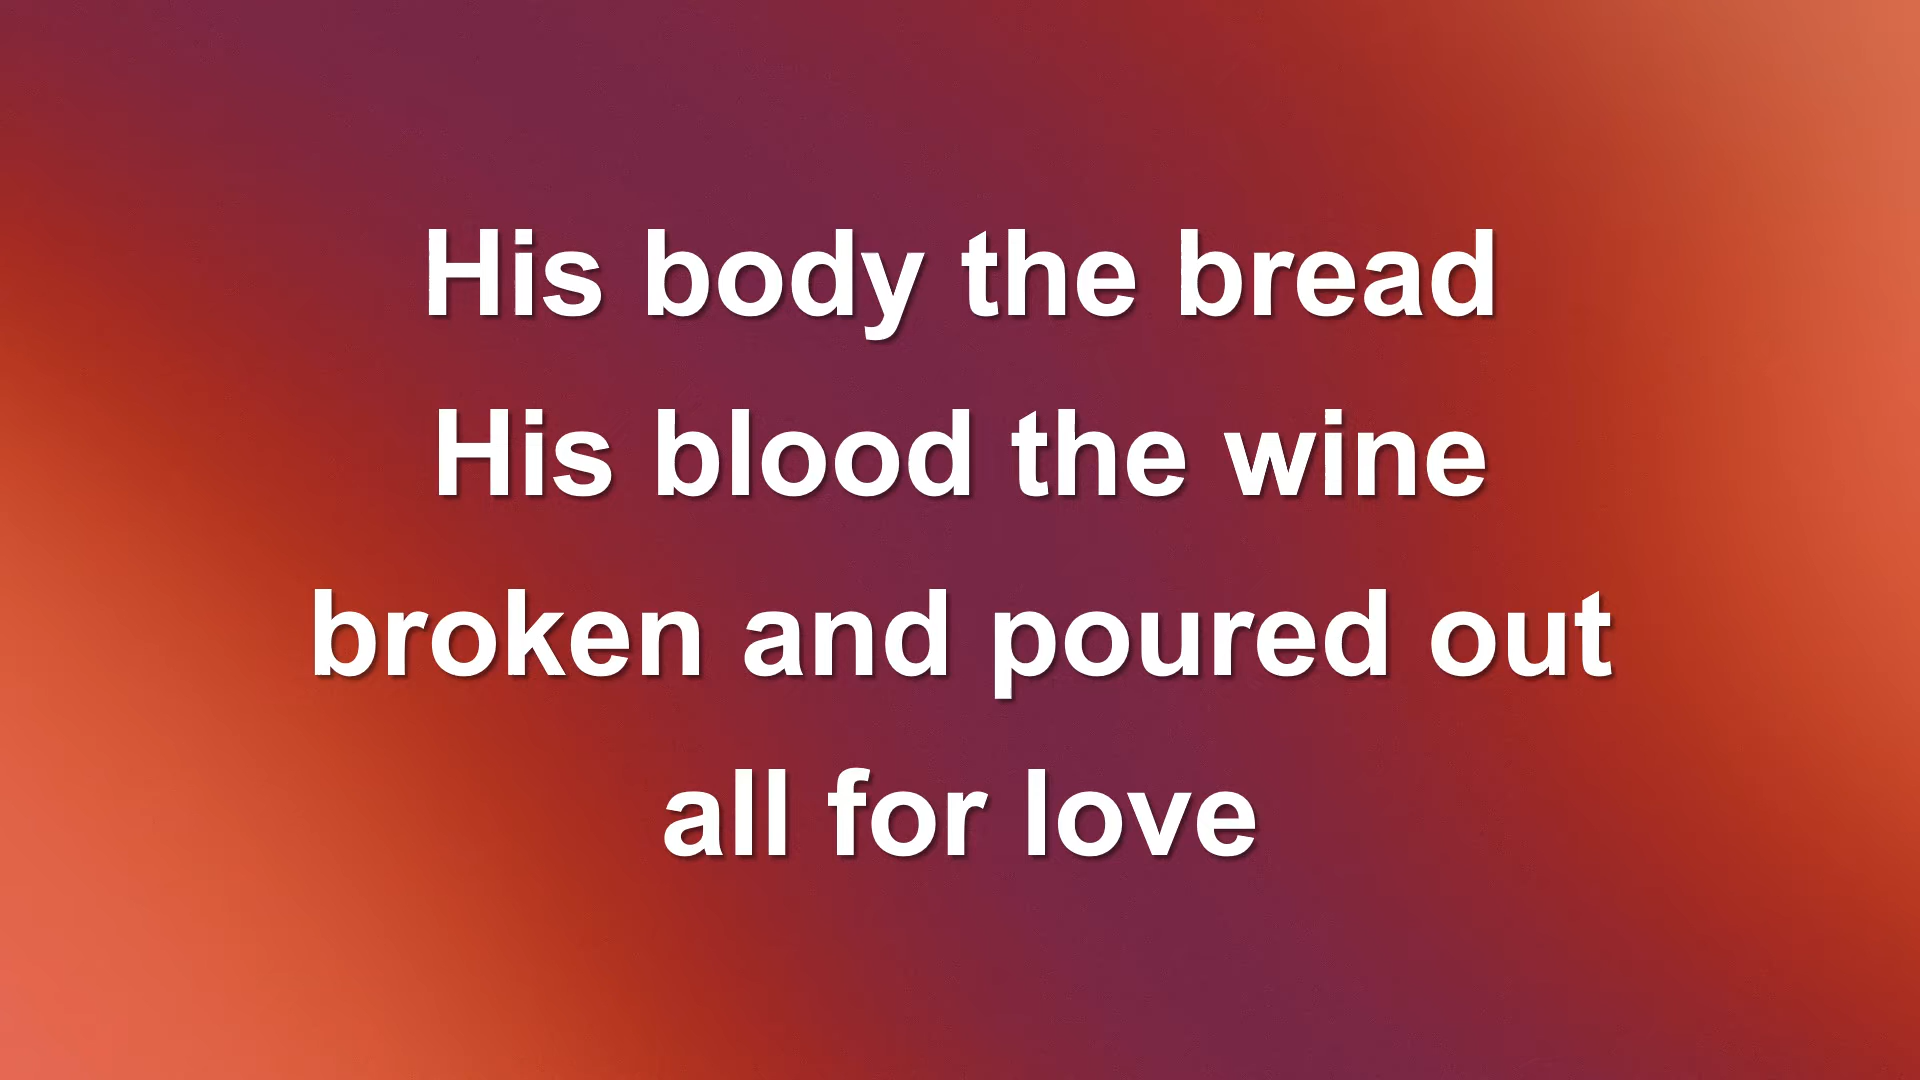 His body the bread
His blood the wine
broken and poured out
all for love